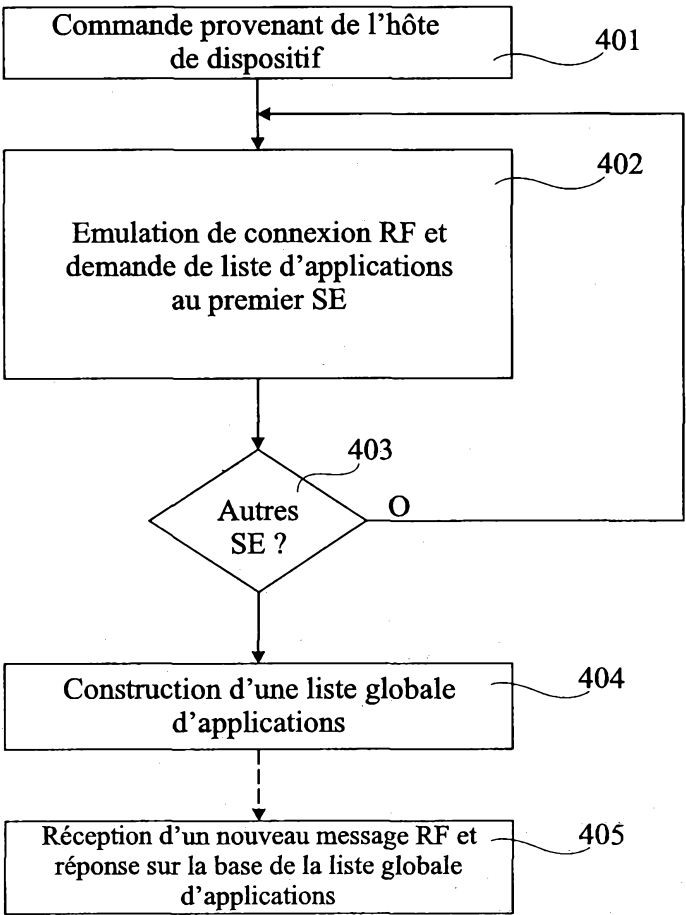 Commande provenant de l'hôte
de dispositif
401
402
Emulation de connexion RF et
demande de liste d'applications
au premier SE
403
Autres
SE ?
O
Construction d'une liste globale
d'applications
404
Réception d'un nouveau message RF et
réponse sur la base de la liste globale
d'applications
405